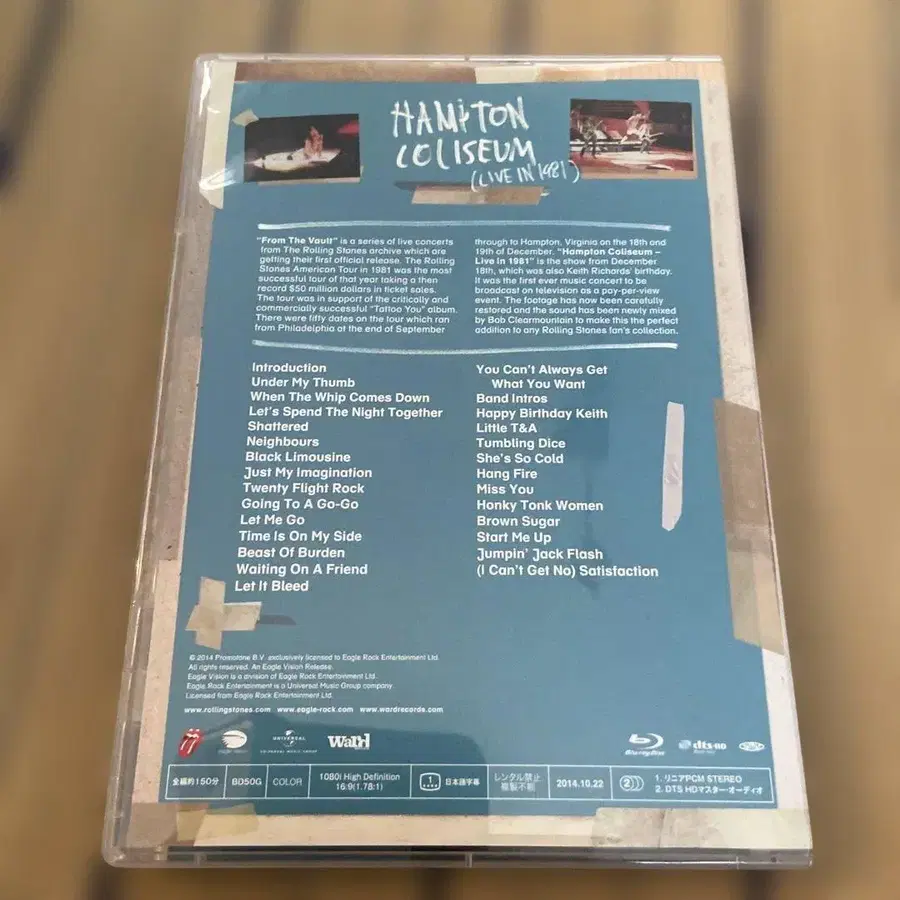 HAMPTON
COLISEUM
(LIVE IN 1981)
"From The Vault" is a series of live concerts
from The Rolling Stones archive which are
getting their first official release. The Rolling
Stones American Tour in 1981 was the most
successful tour of that year taking a then
record $50 million dollars in ticket sales.
The tour was in support of the critically and
commercially successful "Tattoo You" album.
There were fifty dates on the tour which ran
from Philadelphia at the end of September
through to Hampton, Virginia on the 18th and
19th of December. "Hampton Coliseum –
Live In 1981" is the show from December
18th, which was also Keith Richards' birthday.
It was the first ever music concert to be
broadcast on television as a pay-per-view
event. The footage has now been carefully
restored and the sound has been newly mixed
by Bob Clearmountain to make this the perfect
addition to any Rolling Stones fan's collection.
Introduction
Under My Thumb
When The Whip Comes Down
Let's Spend The Night Together
Shattered
Neighbours
Black Limousine
Just My Imagination
Twenty Flight Rock
Going To A Go-Go
Let Me Go
Time Is On My Side
Beast Of Burden
Waiting On A Friend
Let It Bleed
You Can't Always Get
What You Want
Band Intros
Happy Birthday Keith
Little T&A
Tumbling Dice
She's So Cold
Hang Fire
Miss You
Honky Tonk Women
Brown Sugar
Start Me Up
Jumpin' Jack Flash
(I Can't Get No) Satisfaction
© 2014 Promotone B.V. exclusively licensed to Eagle Rock Entertainment Ltd.
All rights reserved. An Eagle Vision Release.
Eagle Vision is a division of Eagle Rock Entertainment Ltd.
Eagle Rock Entertainment is a Universal Music Group company.
Licensed from Eagle Rock Entertainment Ltd.
www.rollingstones.com www.eagle-rock.com www.wardrecords.com
UNIVERSAL
Ward
Blu-ray Disc
dts-HD
全編約150分
BD50G
COLOR
1080i High Definition
16:9(1.78:1)
1
日本語字幕
レンタル禁止
複製不能
2014.10.22
2
1. リニアPCM STEREO
2. DTS HDマスター・オーディオ